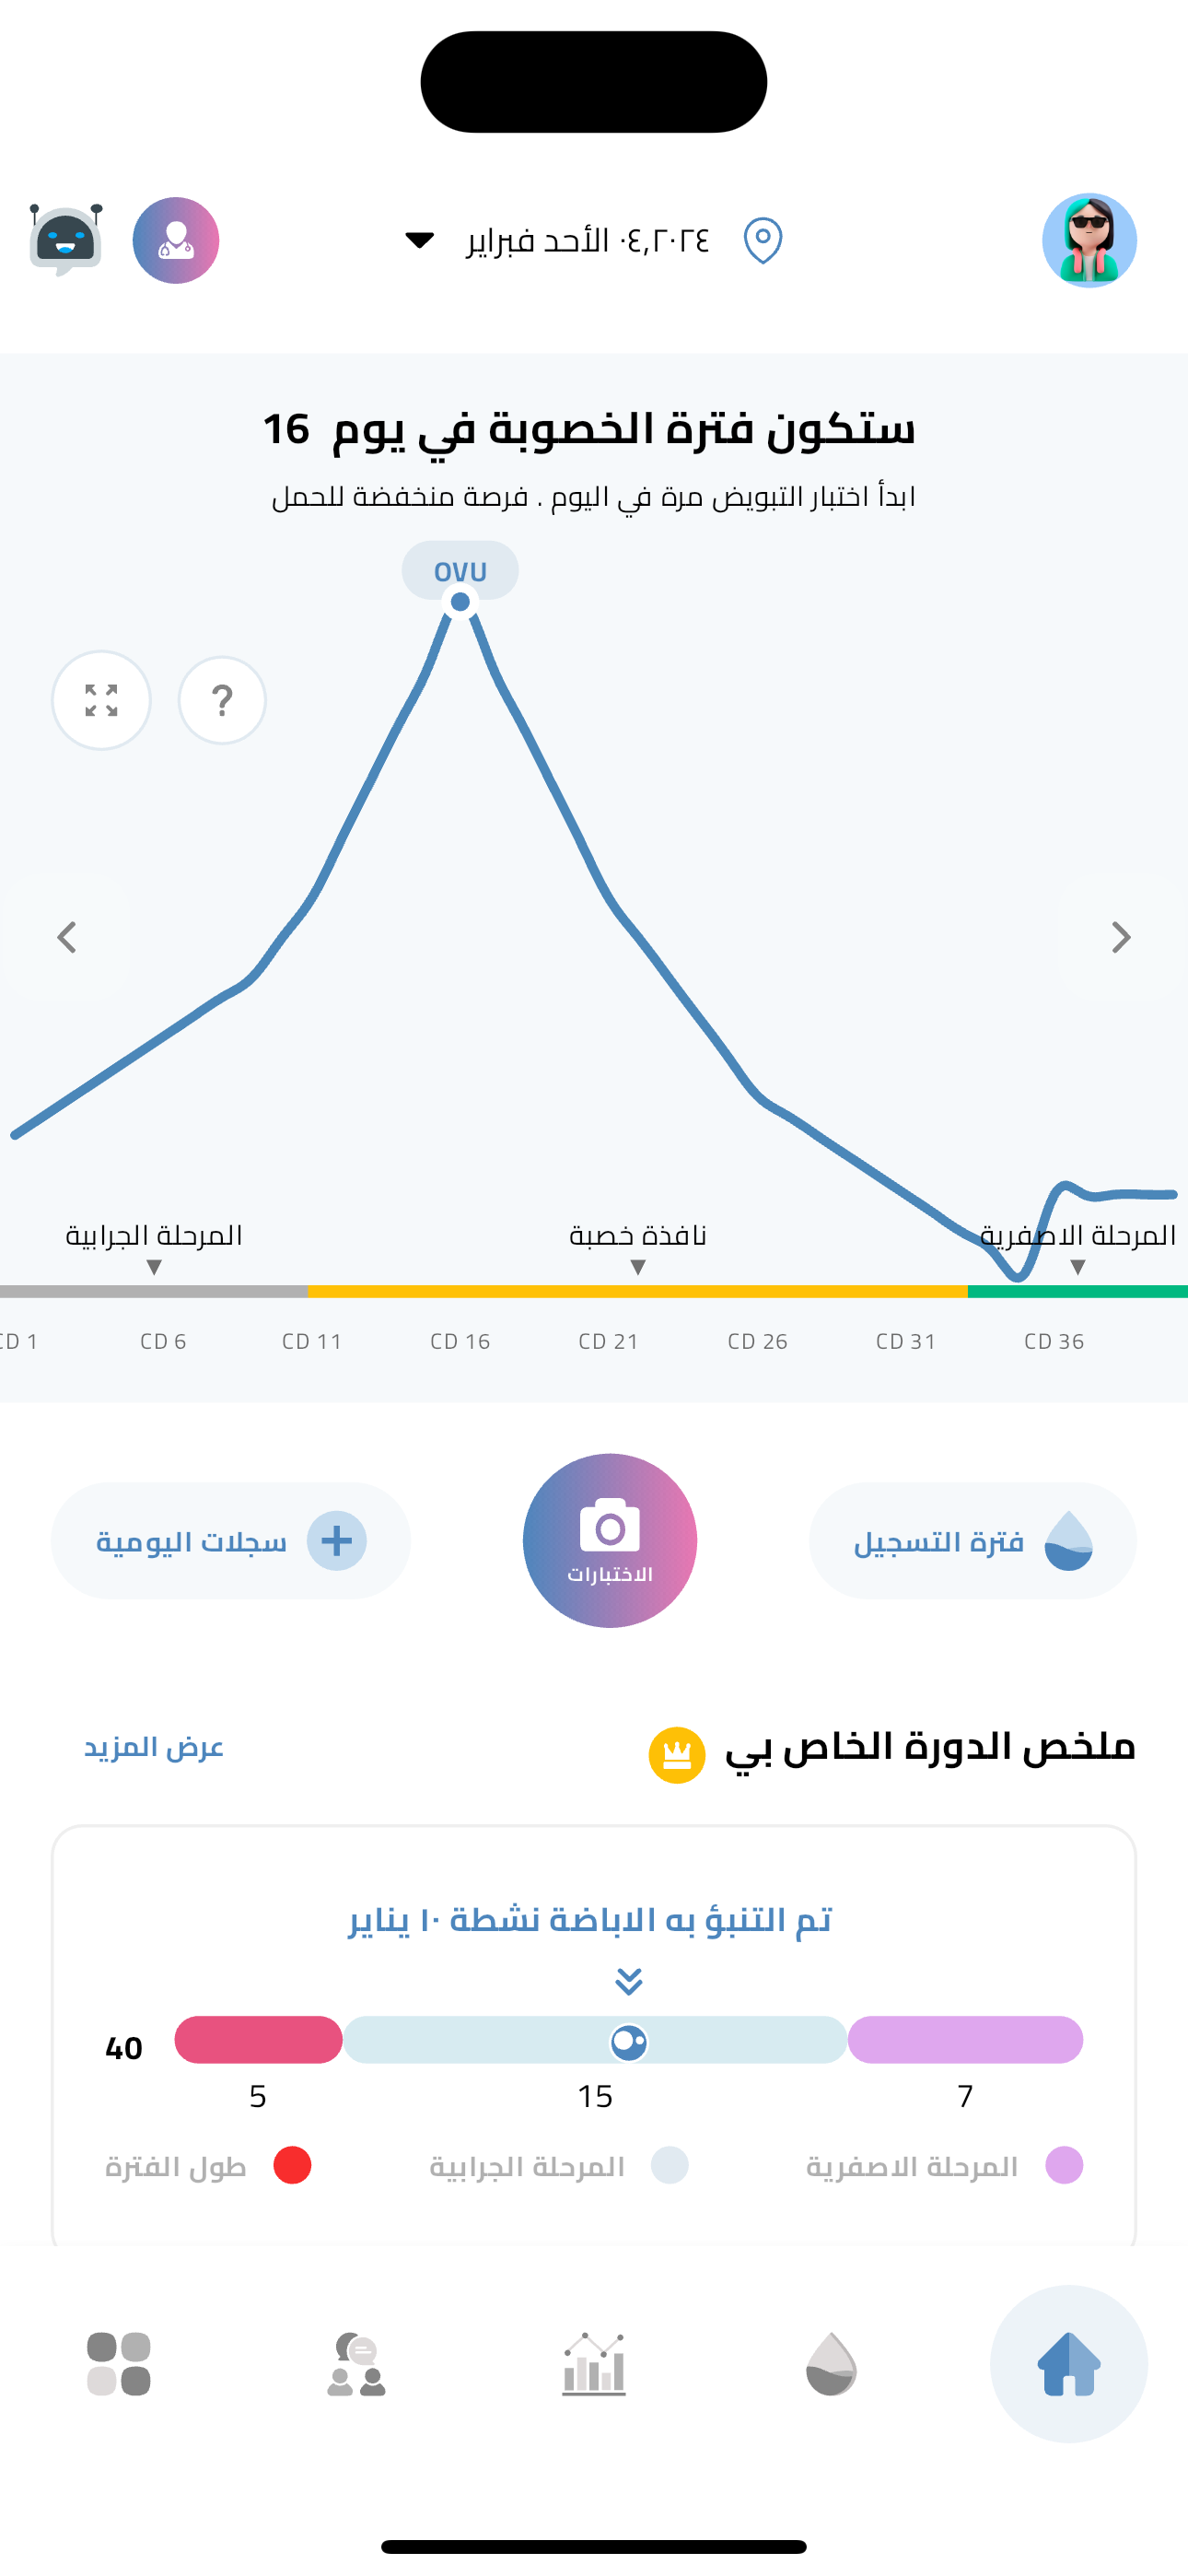 ٠٤,٢٠٢٤ الأحد فبراير
ستكون فترة الخصوبة في يوم 16
ابدأ اختبار التبويض مرة في اليوم . فرصة منخفضة للحمل
OVU
?
المرحلة الجرابية
نافذة خصبة
المرحلة الاصفرية
CD 1 CD 6 CD 11 CD 16 CD 21 CD 26 CD 31 CD 36
فترة التسجيل
الاختبارات
سجلات اليومية
ملخص الدورة الخاص بي
عرض المزيد
تم التنبؤ به الاباضة نشطة ١٠ يناير
40
5 15 7
المرحلة الاصفرية
المرحلة الجرابية
طول الفترة